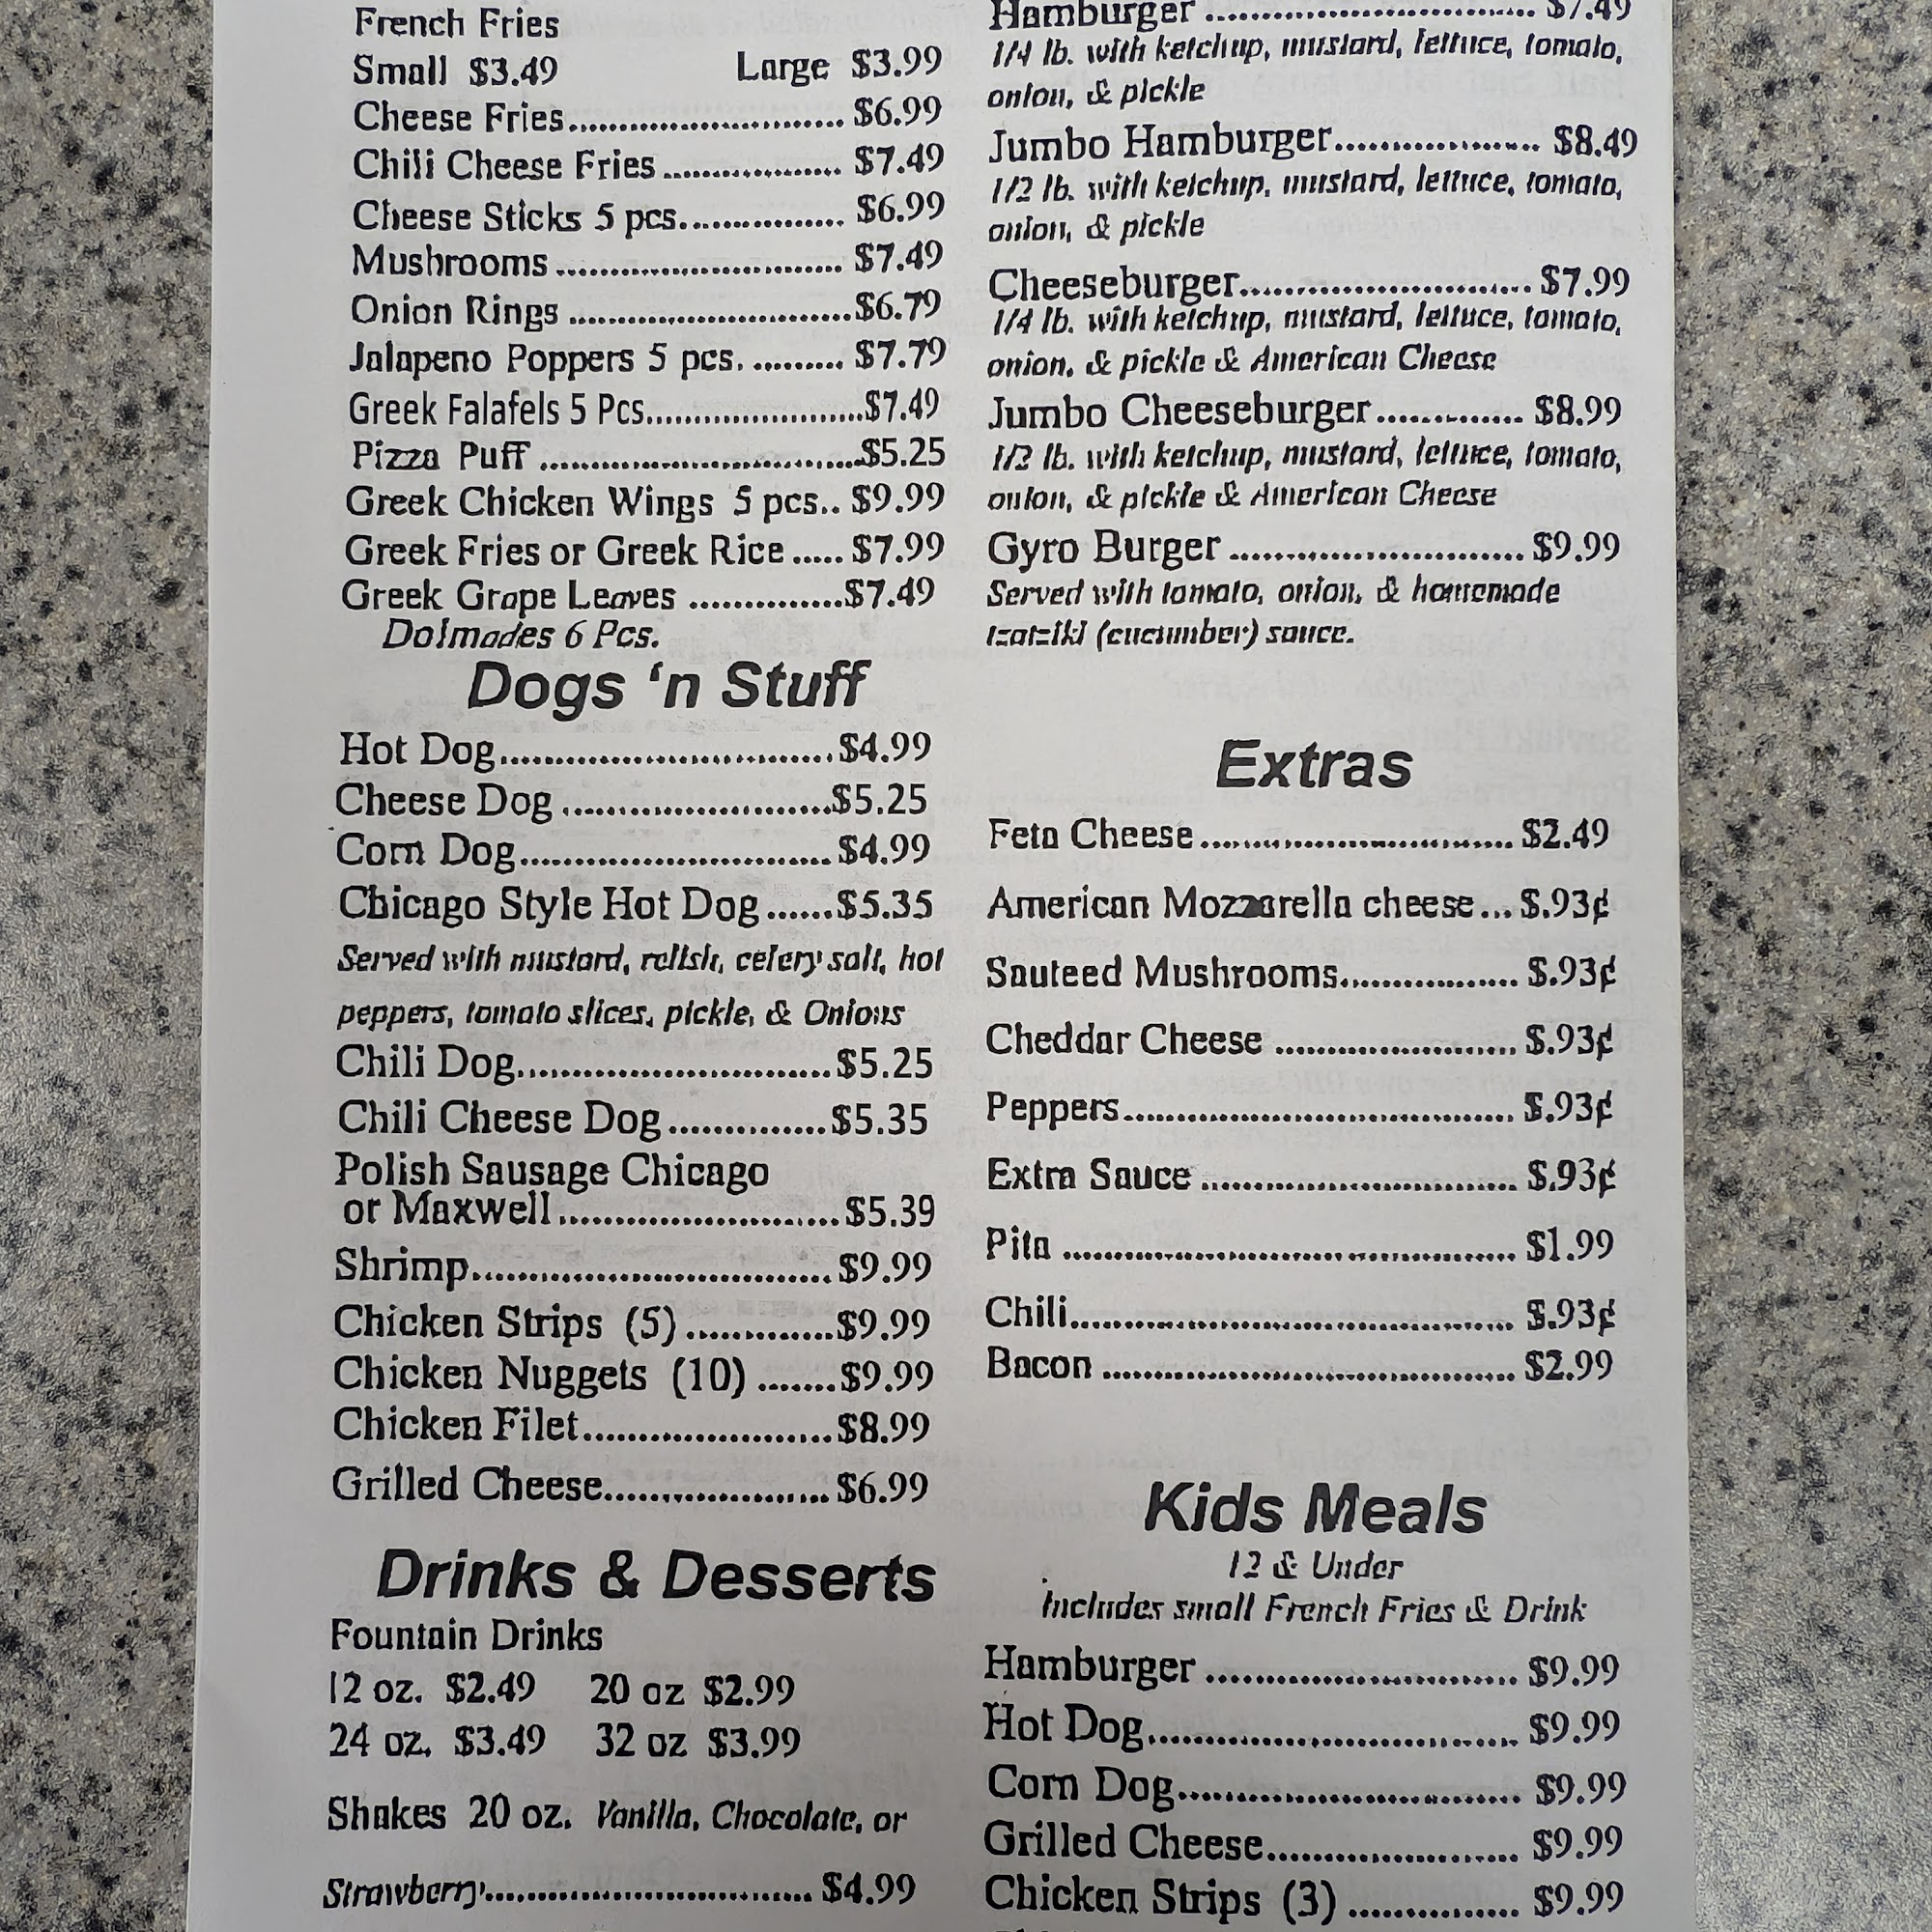 French Fries
Small $3.49 Large $3.99
Cheese Fries............................ $6.99
Chili Cheese Fries.................. $7.49
Cheese Sticks 5 pcs................ $6.99
Mushrooms ............................ $7.49
Onion Rings ............................$6.79
Jalapeno Poppers 5 pcs. ......... $7.79
Greek Falafels 5 Pcs.......................$7.49
Pizza Puff ................................$5.25
Greek Chicken Wings 5 pcs.. $9.99
Greek Fries or Greek Rice ..... $7.99
Greek Grape Leaves ...............$7.49
Dolmades 6 Pcs.
Dogs ‘n Stuff
Hot Dog.................................$4.99
Cheese Dog ..........................$5.25
Corn Dog............................... $4.99
Chicago Style Hot Dog ......$5.35
Served with mustard, relish, celery salt, hot
peppers, tomato slices, pickle, & Onions
Chili Dog...............................$5.25
Chili Cheese Dog ...............$5.35
Polish Sausage Chicago
or Maxwell ...........................$5.39
Shrimp................................... $9.99
Chicken Strips (5) ..............$9.99
Chicken Nuggets (10) ........$9.99
Chicken Filet.........................$8.99
Grilled Cheese...................... $6.99
Drinks & Desserts
Fountain Drinks
12 oz. $2.49 20 oz $2.99
24 oz. $3.49 32 oz $3.99
Shakes 20 oz. Vanilla, Chocolate, or
Strawberry................................ $4.99
Hamburger ................................ $7.49
1/4 lb. with ketchup, mustard, lettuce, tomato,
onion, & pickle
Jumbo Hamburger.................... $8.49
1/2 lb. with ketchup, mustard, lettuce, tomato,
onion, & pickle
Cheeseburger............................ $7.99
1/4 lb. with ketchup, mustard, lettuce, tomato,
onion, & pickle & American Cheese
Jumbo Cheeseburger .............. $8.99
1/2 lb. with ketchup, mustard, lettuce, tomato,
onion, & pickle & American Cheese
Gyro Burger ............................. $9.99
Served with tomato, onion, & homemade
tzatziki (cucumber) sauce.
Extras
Feta Cheese ............................... $2.49
American Mozzarella cheese ... $.93¢
Sauteed Mushrooms.................. $.93¢
Cheddar Cheese ........................ $.93¢
Peppers....................................... $.93¢
Extra Sauce ................................ $.93¢
Pita ............................................. $1.99
Chili............................................ $.93¢
Bacon ......................................... $2.99
Kids Meals
12 & Under
Includes small French Fries & Drink
Hamburger ............................... $9.99
Hot Dog..................................... $9.99
Corn Dog.................................. $9.99
Grilled Cheese......................... $9.99
Chicken Strips (3) ................. $9.99